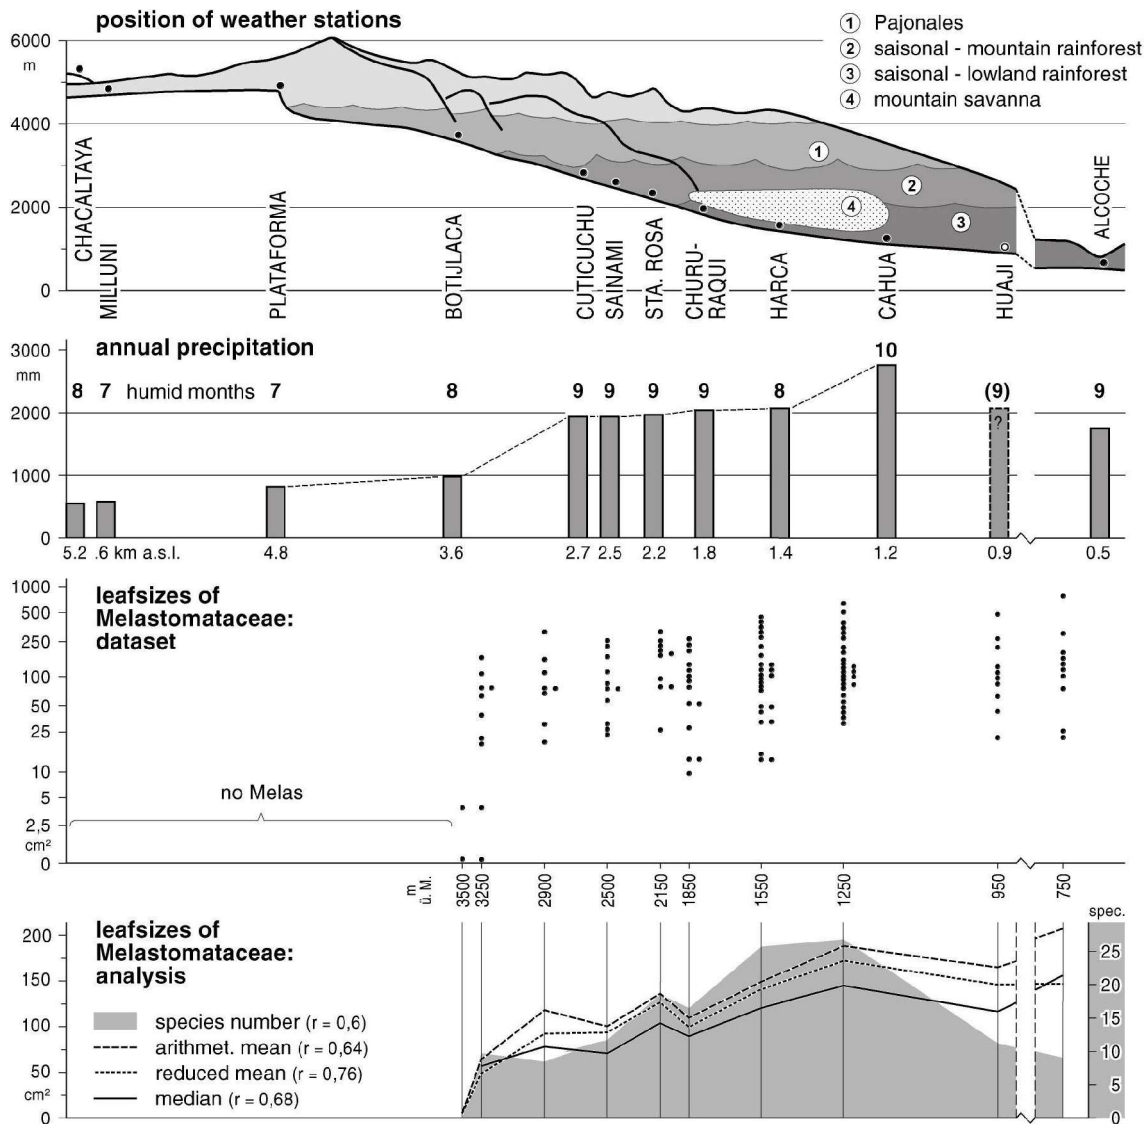 position of weather stations
6000
m
4000
2000
0
1 Pajonales
2 saisonal - mountain rainforest
3 saisonal - lowland rainforest
4 mountain savanna
1
2
3
4
CHACALTAYA
MILLUNI
PLATAFORMA
BOTIJLACA
CUTICUCHU
SAINAMI
STA. ROSA
CHURU-
RAQUI
HARCA
CAHUA
HUAJI
ALCOCHE
annual precipitation
3000
mm
2000
1000
0
8 7 humid months 7 8 9 9 9 9 8 10 (9) 9
?
5.2 .6 km a.s.l. 4.8 3.6 2.7 2.5 2.2 1.8 1.4 1.2 0.9 0.5
leafsizes of
Melastomataceae:
dataset
1000
500
250
100
50
25
10
5
2,5
cm²
0
no Melas
m
ü. M.
3500 3250 2900 2500 2150 1850 1550 1250 950 750
leafsizes of
Melastomataceae:
analysis
200
150
100
50
cm²
0
species number (r = 0,6)
arithmet. mean (r = 0,64)
reduced mean (r = 0,76)
median (r = 0,68)
spec.
25
20
15
10
5
0